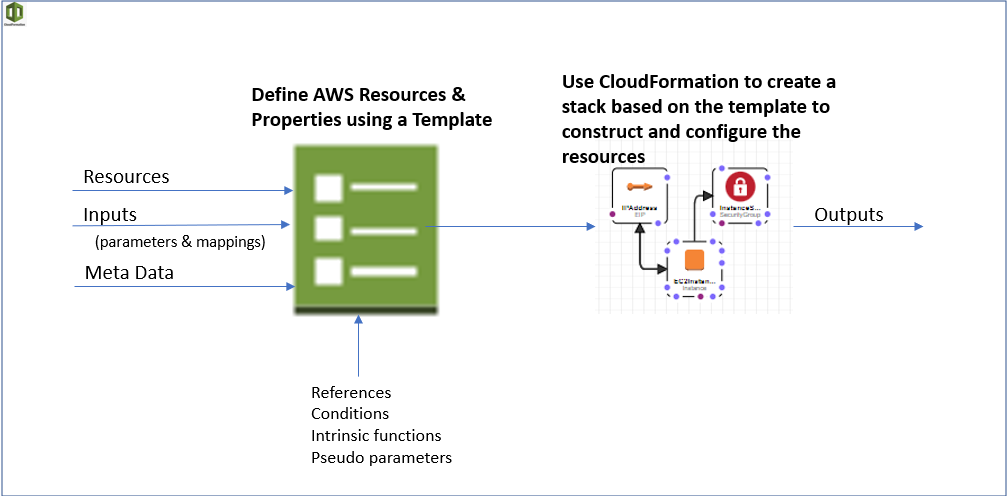 CloudFormation
Define AWS Resources &
Properties using a Template
Use CloudFormation to create a
stack based on the template to
construct and configure the
resources
Resources
Inputs
(parameters & mappings)
Meta Data
IPAddress
EIP
InstanceS...
SecurityGroup
EC2Instan...
Instance
Outputs
References
Conditions
Intrinsic functions
Pseudo parameters